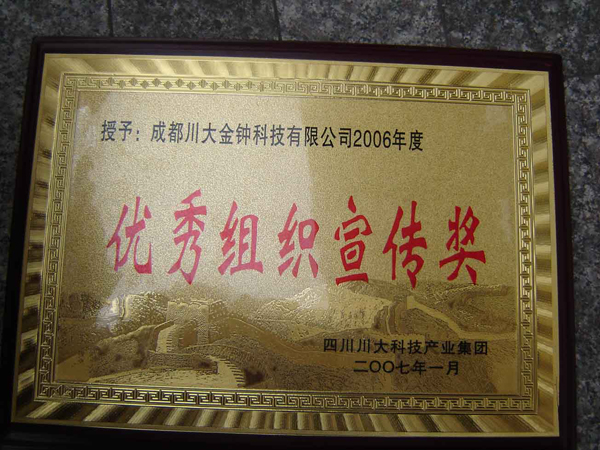 授予：成都川大金钟科技有限公司2006年度
优秀组织宣传奖
四川川大科技产业集团
二〇〇七年一月